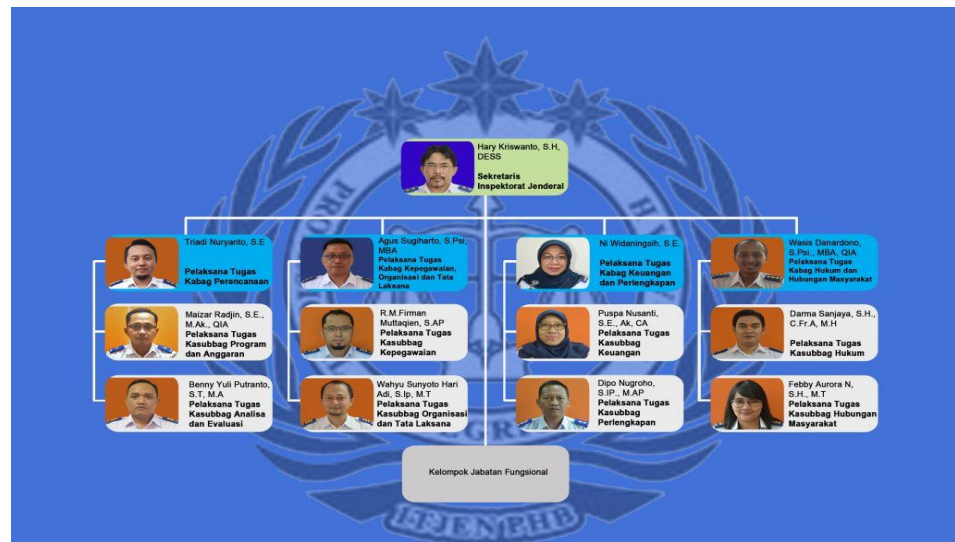 Hary Kriswanto, S.H,
DESS
Sekretaris
Inspektorat Jenderal
Triadi Nuryanto, S.E
Pelaksana Tugas
Kabag Perencanaan
Agus Sugiharto, S.Psi,
MBA
Pelaksana Tugas
Kabag Kepegawaian,
Organisasi dan Tata
Laksana
Ni Widaningsih, S.E.
Pelaksana Tugas
Kabag Keuangan
dan Perlengkapan
Wasis Danardono,
S.Psi., MBA, QIA
Pelaksana Tugas
Kabag Hukum dan
Hubungan Masyarakat
Maizar Radjin, S.E.,
M.Ak., QIA
Pelaksana Tugas
Kasubbag Program
dan Anggaran
R.M.Firman
Muttaqien, S.AP
Pelaksana Tugas
Kasubbag
Kepegawaian
Puspa Nusanti,
S.E., Ak, CA
Pelaksana Tugas
Kasubbag
Keuangan
Darma Sanjaya, S.H.,
C.Fr.A, M.H
Pelaksana Tugas
Kasubbag Hukum
Benny Yuli Putranto,
S.T, M.A
Pelaksana Tugas
Kasubbag Analisa
dan Evaluasi
Wahyu Sunyoto Hari
Adi, S.Ip, M.T
Pelaksana Tugas
Kasubbag Organisasi
dan Tata Laksana
Dipo Nugroho,
S.IP., M.AP
Pelaksana Tugas
Kasubbag
Perlengkapan
Febby Aurora N,
S.H., M.T
Pelaksana Tugas
Kasubbag Hubungan
Masyarakat
Kelompok Jabatan Fungsional
ITJEN PHB